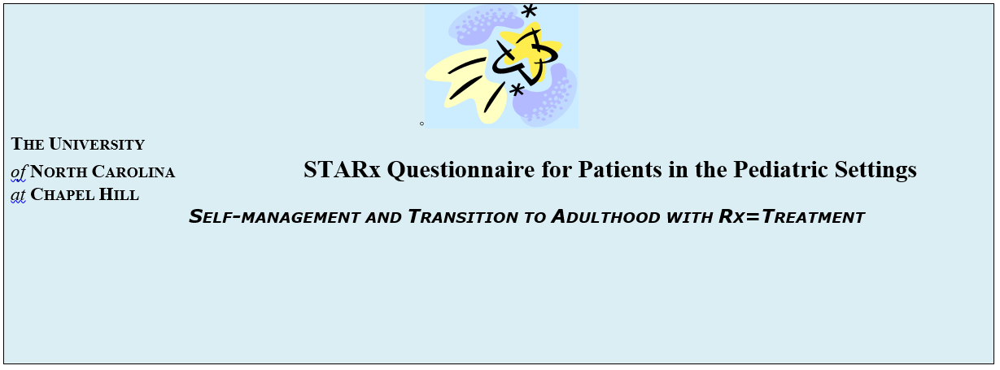 THE UNIVERSITY
of NORTH CAROLINA
at CHAPEL HILL
STARx Questionnaire for Patients in the Pediatric Settings
SELF-MANAGEMENT AND TRANSITION TO ADULTHOOD WITH RX=TREATMENT